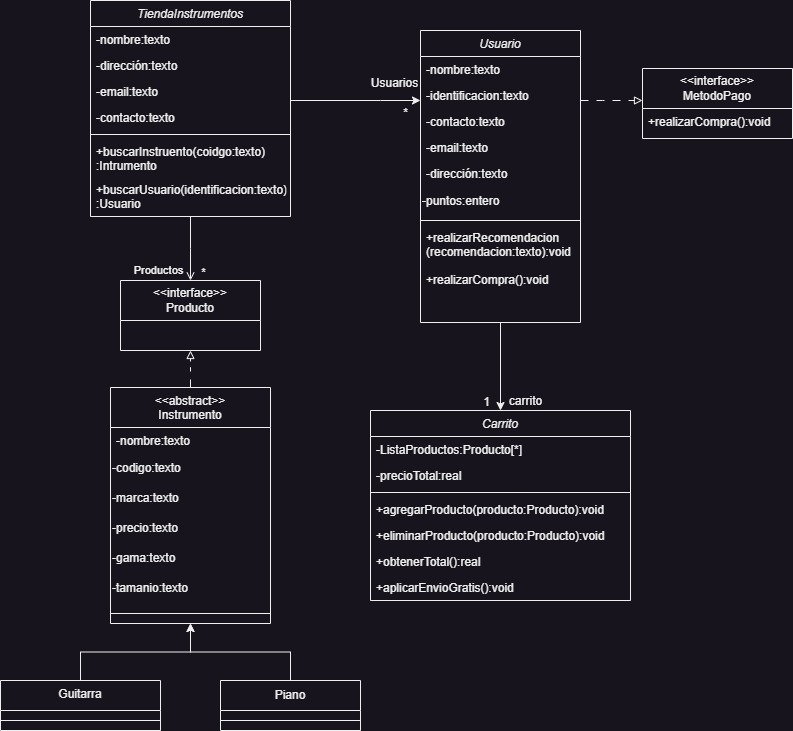 TiendaInstrumentos
-nombre:texto
-dirección:texto
-email:texto
-contacto:texto
+buscarInstruento(coidgo:texto)
:Intrumento
+buscarUsuario(identificacion:texto)
:Usuario
Usuarios
*
Usuario
-nombre:texto
-identificacion:texto
-contacto:texto
-email:texto
-dirección:texto
-puntos:entero
+realizarRecomendacion
(recomendacion:texto):void
+realizarCompra():void
<<interface>>
MetodoPago
+realizarCompra():void
Productos
*
<<interface>>
Producto
<<abstract>>
Instrumento
-nombre:texto
-codigo:texto
-marca:texto
-precio:texto
-gama:texto
-tamanio:texto
1
carrito
Carrito
-ListaProductos:Producto[*]
-precioTotal:real
+agregarProducto(producto:Producto):void
+eliminarProducto(producto:Producto):void
+obtenerTotal():real
+aplicarEnvioGratis():void
Guitarra
Piano